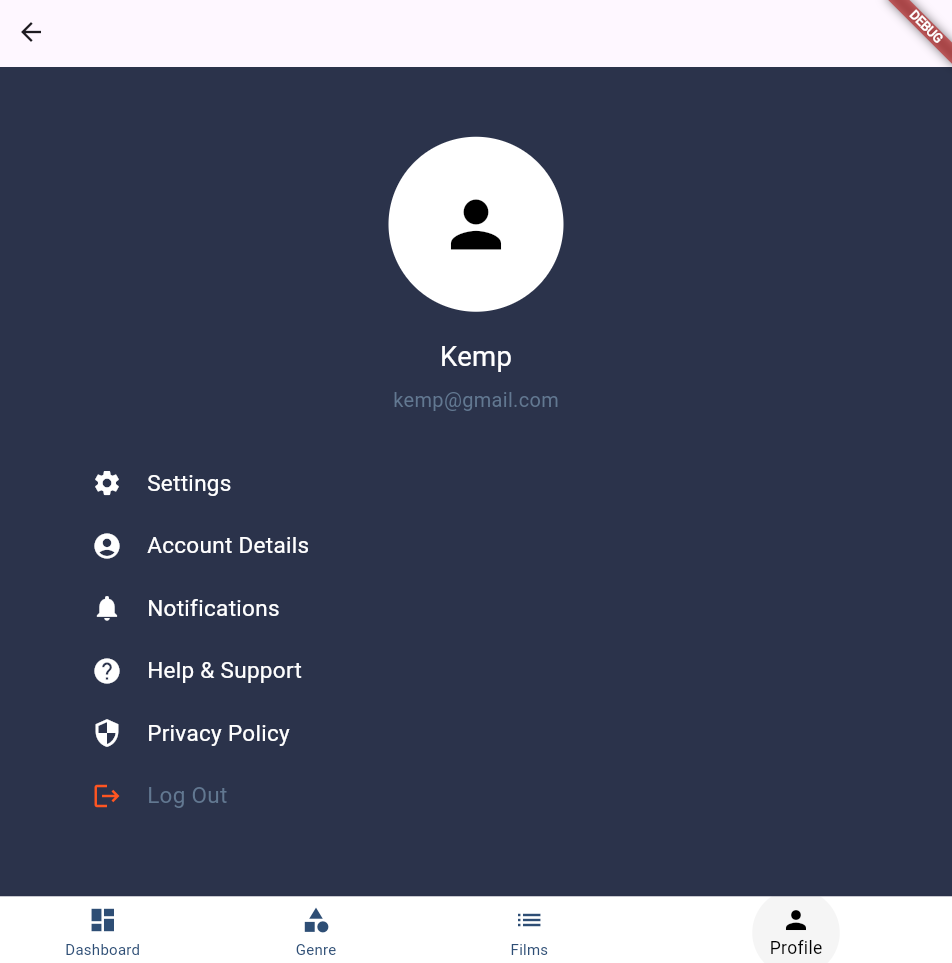 DEBUG
Kemp
kemp@gmail.com
Settings
Account Details
Notifications
Help & Support
Privacy Policy
Log Out
Dashboard
Genre
Films
Profile